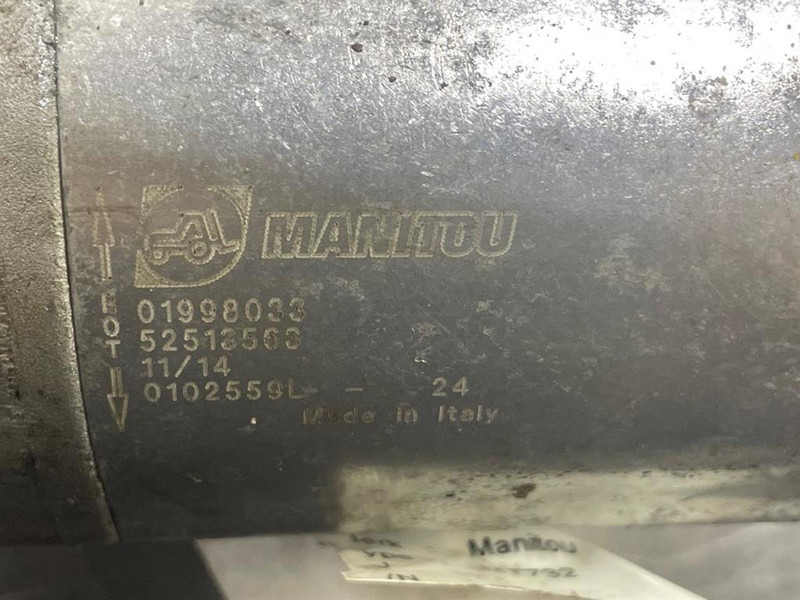 MANITOU
ROT
01998033
52513563
11/14
0102559L - 24
Made in Italy
Manitou